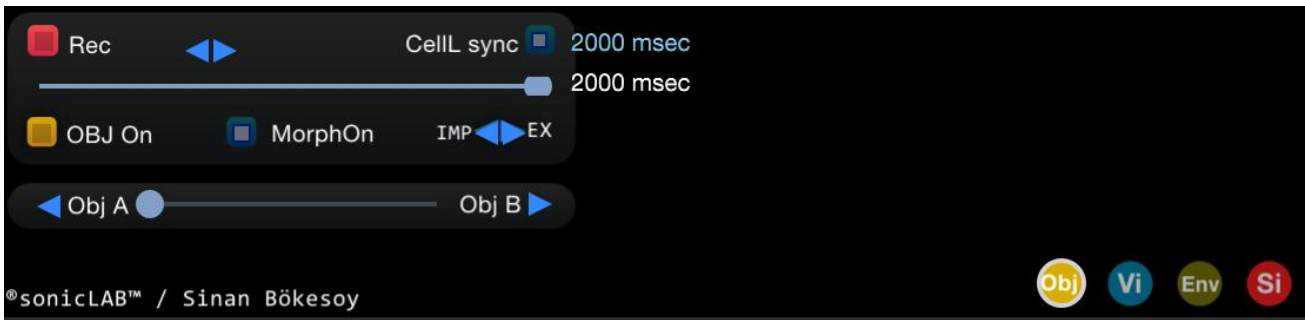 Rec CellL sync 2000 msec
2000 msec
OBJ On MorphOn IMP EX
Obj A Obj B
®sonicLAB™ / Sinan Bökesoy
Obj Vi Env Si